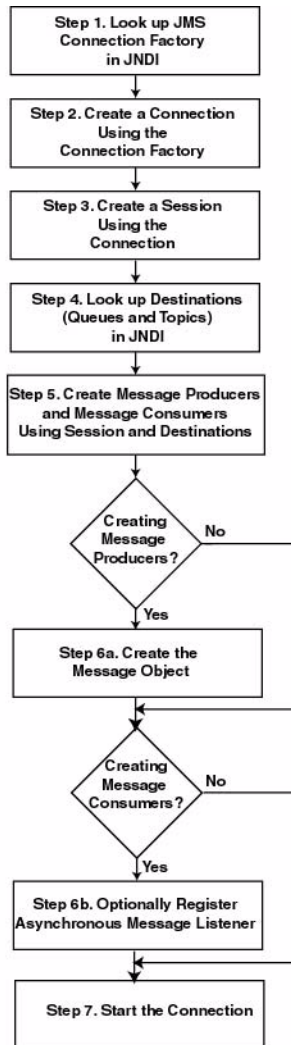 Step 1. Look up JMS
Connection Factory
in JNDI
Step 2. Create a Connection
Using the
Connection Factory
Step 3. Create a Session
Using the
Connection
Step 4. Look up Destinations
(Queues and Topics)
in JNDI
Step 5. Create Message Producers
and Message Consumers
Using Session and Destinations
Creating
Message
Producers?
No
Yes
Step 6a. Create the
Message Object
Creating
Message
Consumers?
No
Yes
Step 6b. Optionally Register
Asynchronous Message Listener
Step 7. Start the Connection